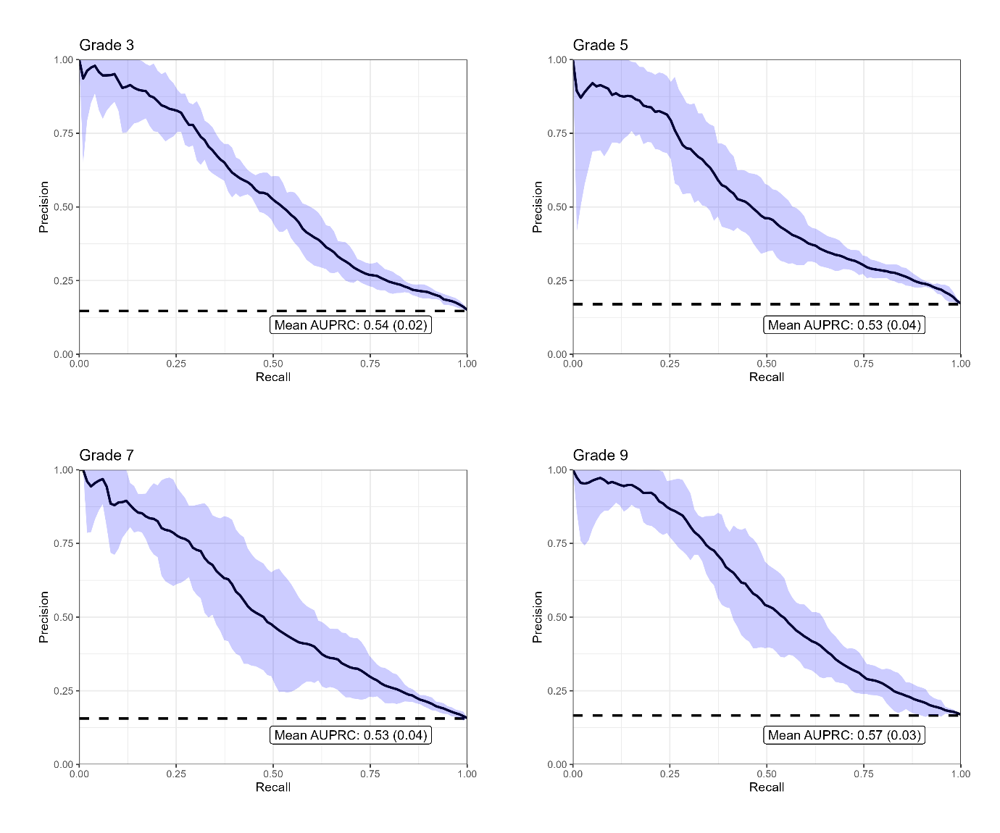 Grade 3
1.00
0.75
0.50
0.25
0.00
Precision
Mean AUPRC: 0.54 (0.02)
0.00 0.25 0.50 0.75 1.00
Recall
Grade 5
1.00
0.75
0.50
0.25
0.00
Precision
Mean AUPRC: 0.53 (0.04)
0.00 0.25 0.50 0.75 1.00
Recall
Grade 7
1.00
0.75
0.50
0.25
0.00
Precision
Mean AUPRC: 0.53 (0.04)
0.00 0.25 0.50 0.75 1.00
Recall
Grade 9
1.00
0.75
0.50
0.25
0.00
Precision
Mean AUPRC: 0.57 (0.03)
0.00 0.25 0.50 0.75 1.00
Recall